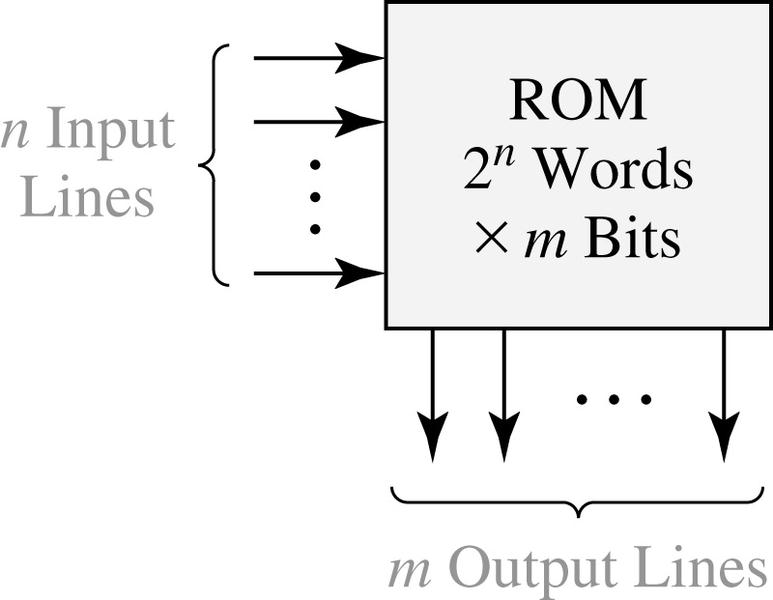 n Input
Lines
ROM
2ⁿ Words
× m Bits
m Output Lines